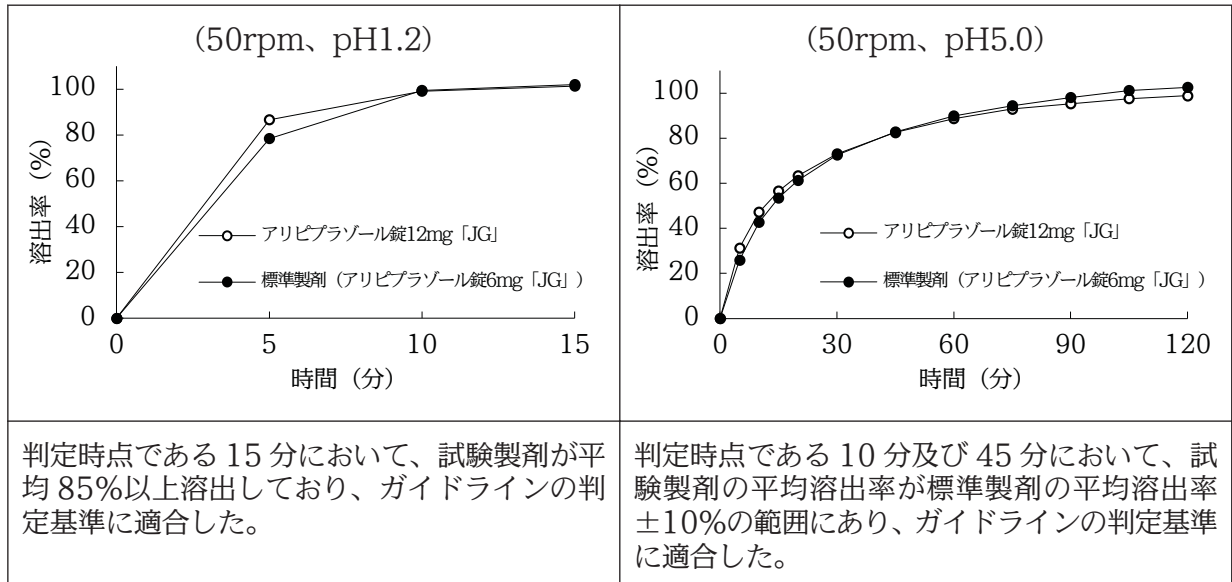 (50rpm、pH1.2)
溶出率 (%)
100
80
60
40
20
0
アリピプラゾール錠12mg「JG」
標準製剤（アリピプラゾール錠6mg「JG」）
0 5 10 15
時間（分）
判定時点である 15 分において、試験製剤が平
均 85%以上溶出しており、ガイドラインの判
定基準に適合した。
(50rpm、pH5.0)
溶出率 (%)
100
80
60
40
20
0
アリピプラゾール錠12mg「JG」
標準製剤（アリピプラゾール錠6mg「JG」）
0 30 60 90 120
時間（分）
判定時点である 10 分及び 45 分において、試
験製剤の平均溶出率が標準製剤の平均溶出率
±10%の範囲にあり、ガイドラインの判定基準
に適合した。